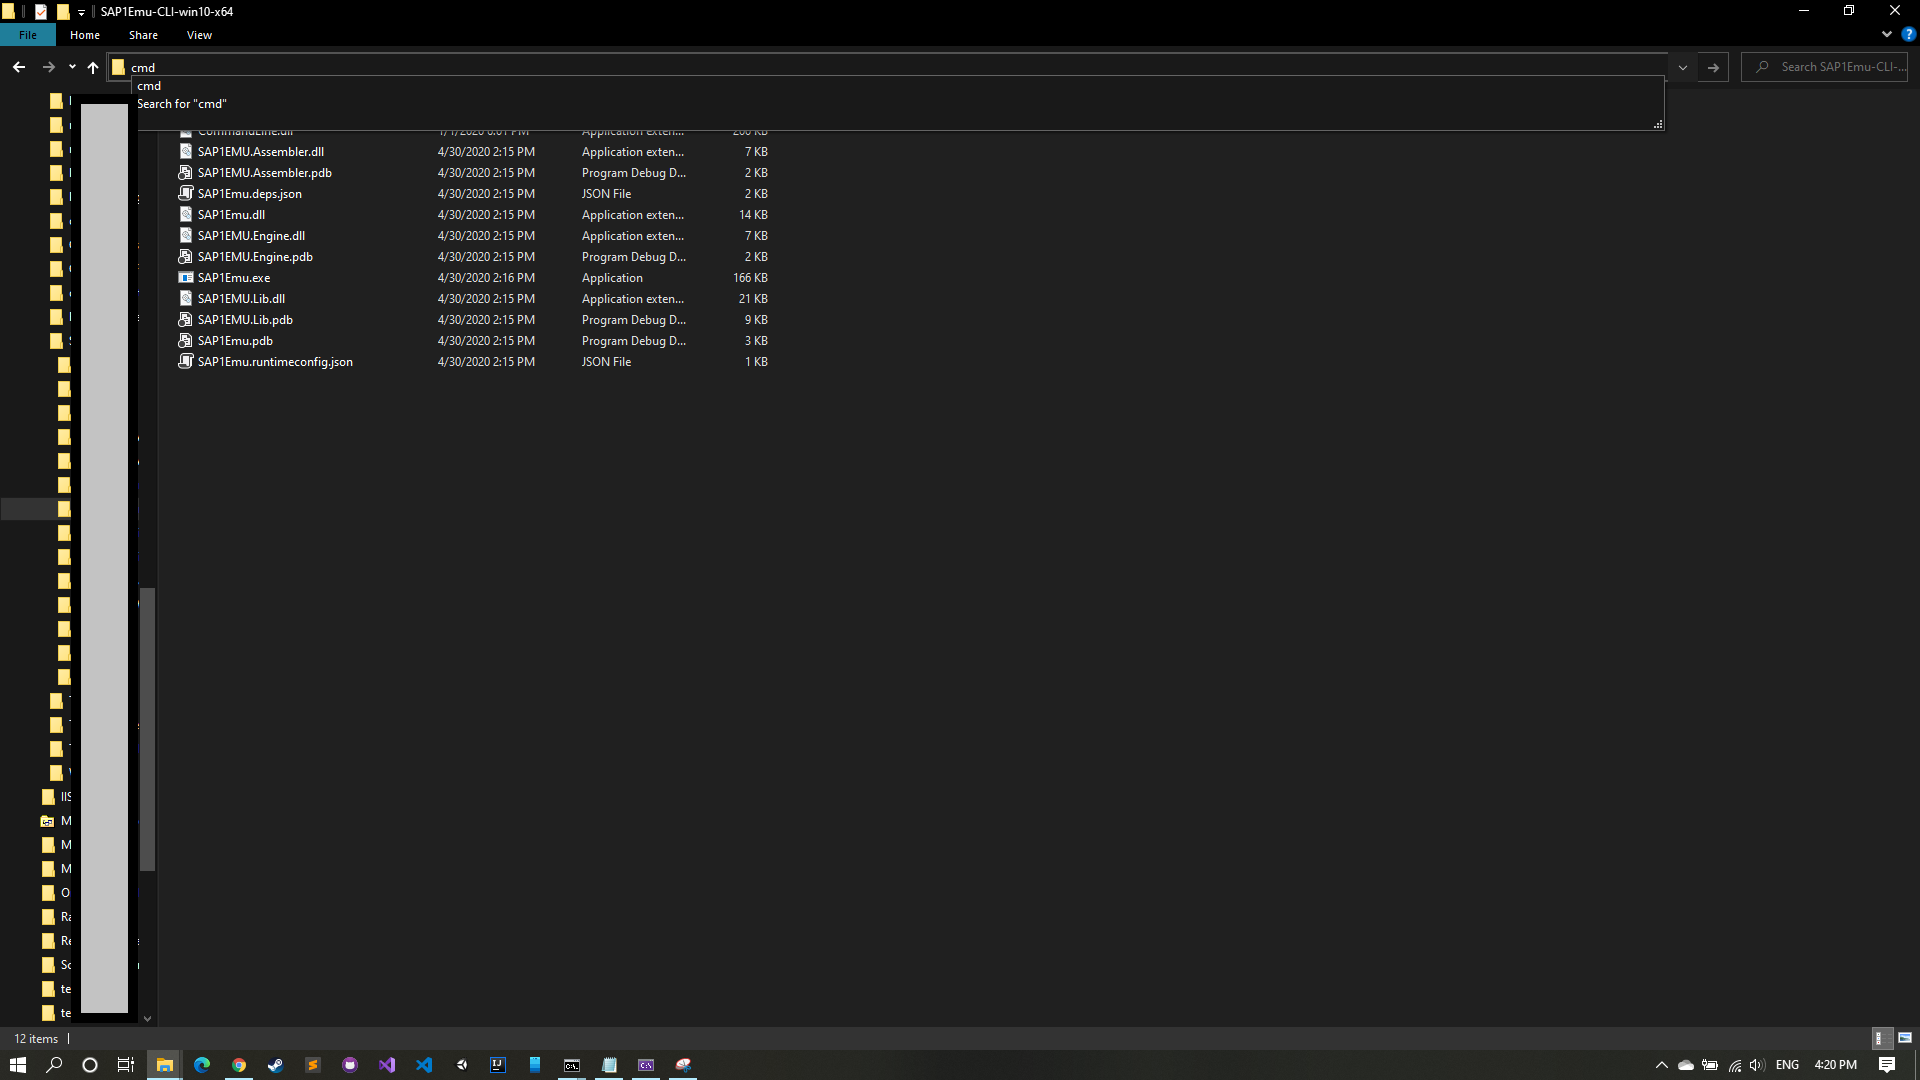 SAP1Emu-CLI-win10-x64
File Home Share View
cmd
Search SAP1Emu-CLI-...
cmd
Search for "cmd"
CommandLine.dll 1/1/2020 6:01 PM Application exten... 200 KB
SAP1EMU.Assembler.dll 4/30/2020 2:15 PM Application exten... 7 KB
SAP1EMU.Assembler.pdb 4/30/2020 2:15 PM Program Debug D... 2 KB
SAP1Emu.deps.json 4/30/2020 2:15 PM JSON File 2 KB
SAP1Emu.dll 4/30/2020 2:15 PM Application exten... 14 KB
SAP1EMU.Engine.dll 4/30/2020 2:15 PM Application exten... 7 KB
SAP1EMU.Engine.pdb 4/30/2020 2:15 PM Program Debug D... 2 KB
SAP1Emu.exe 4/30/2020 2:16 PM Application 166 KB
SAP1EMU.Lib.dll 4/30/2020 2:15 PM Application exten... 21 KB
SAP1EMU.Lib.pdb 4/30/2020 2:15 PM Program Debug D... 9 KB
SAP1Emu.pdb 4/30/2020 2:15 PM Program Debug D... 3 KB
SAP1Emu.runtimeconfig.json 4/30/2020 2:15 PM JSON File 1 KB
IIS
M
M
M
O
Ra
Re
Sc
te
te
12 items
ENG 4:20 PM